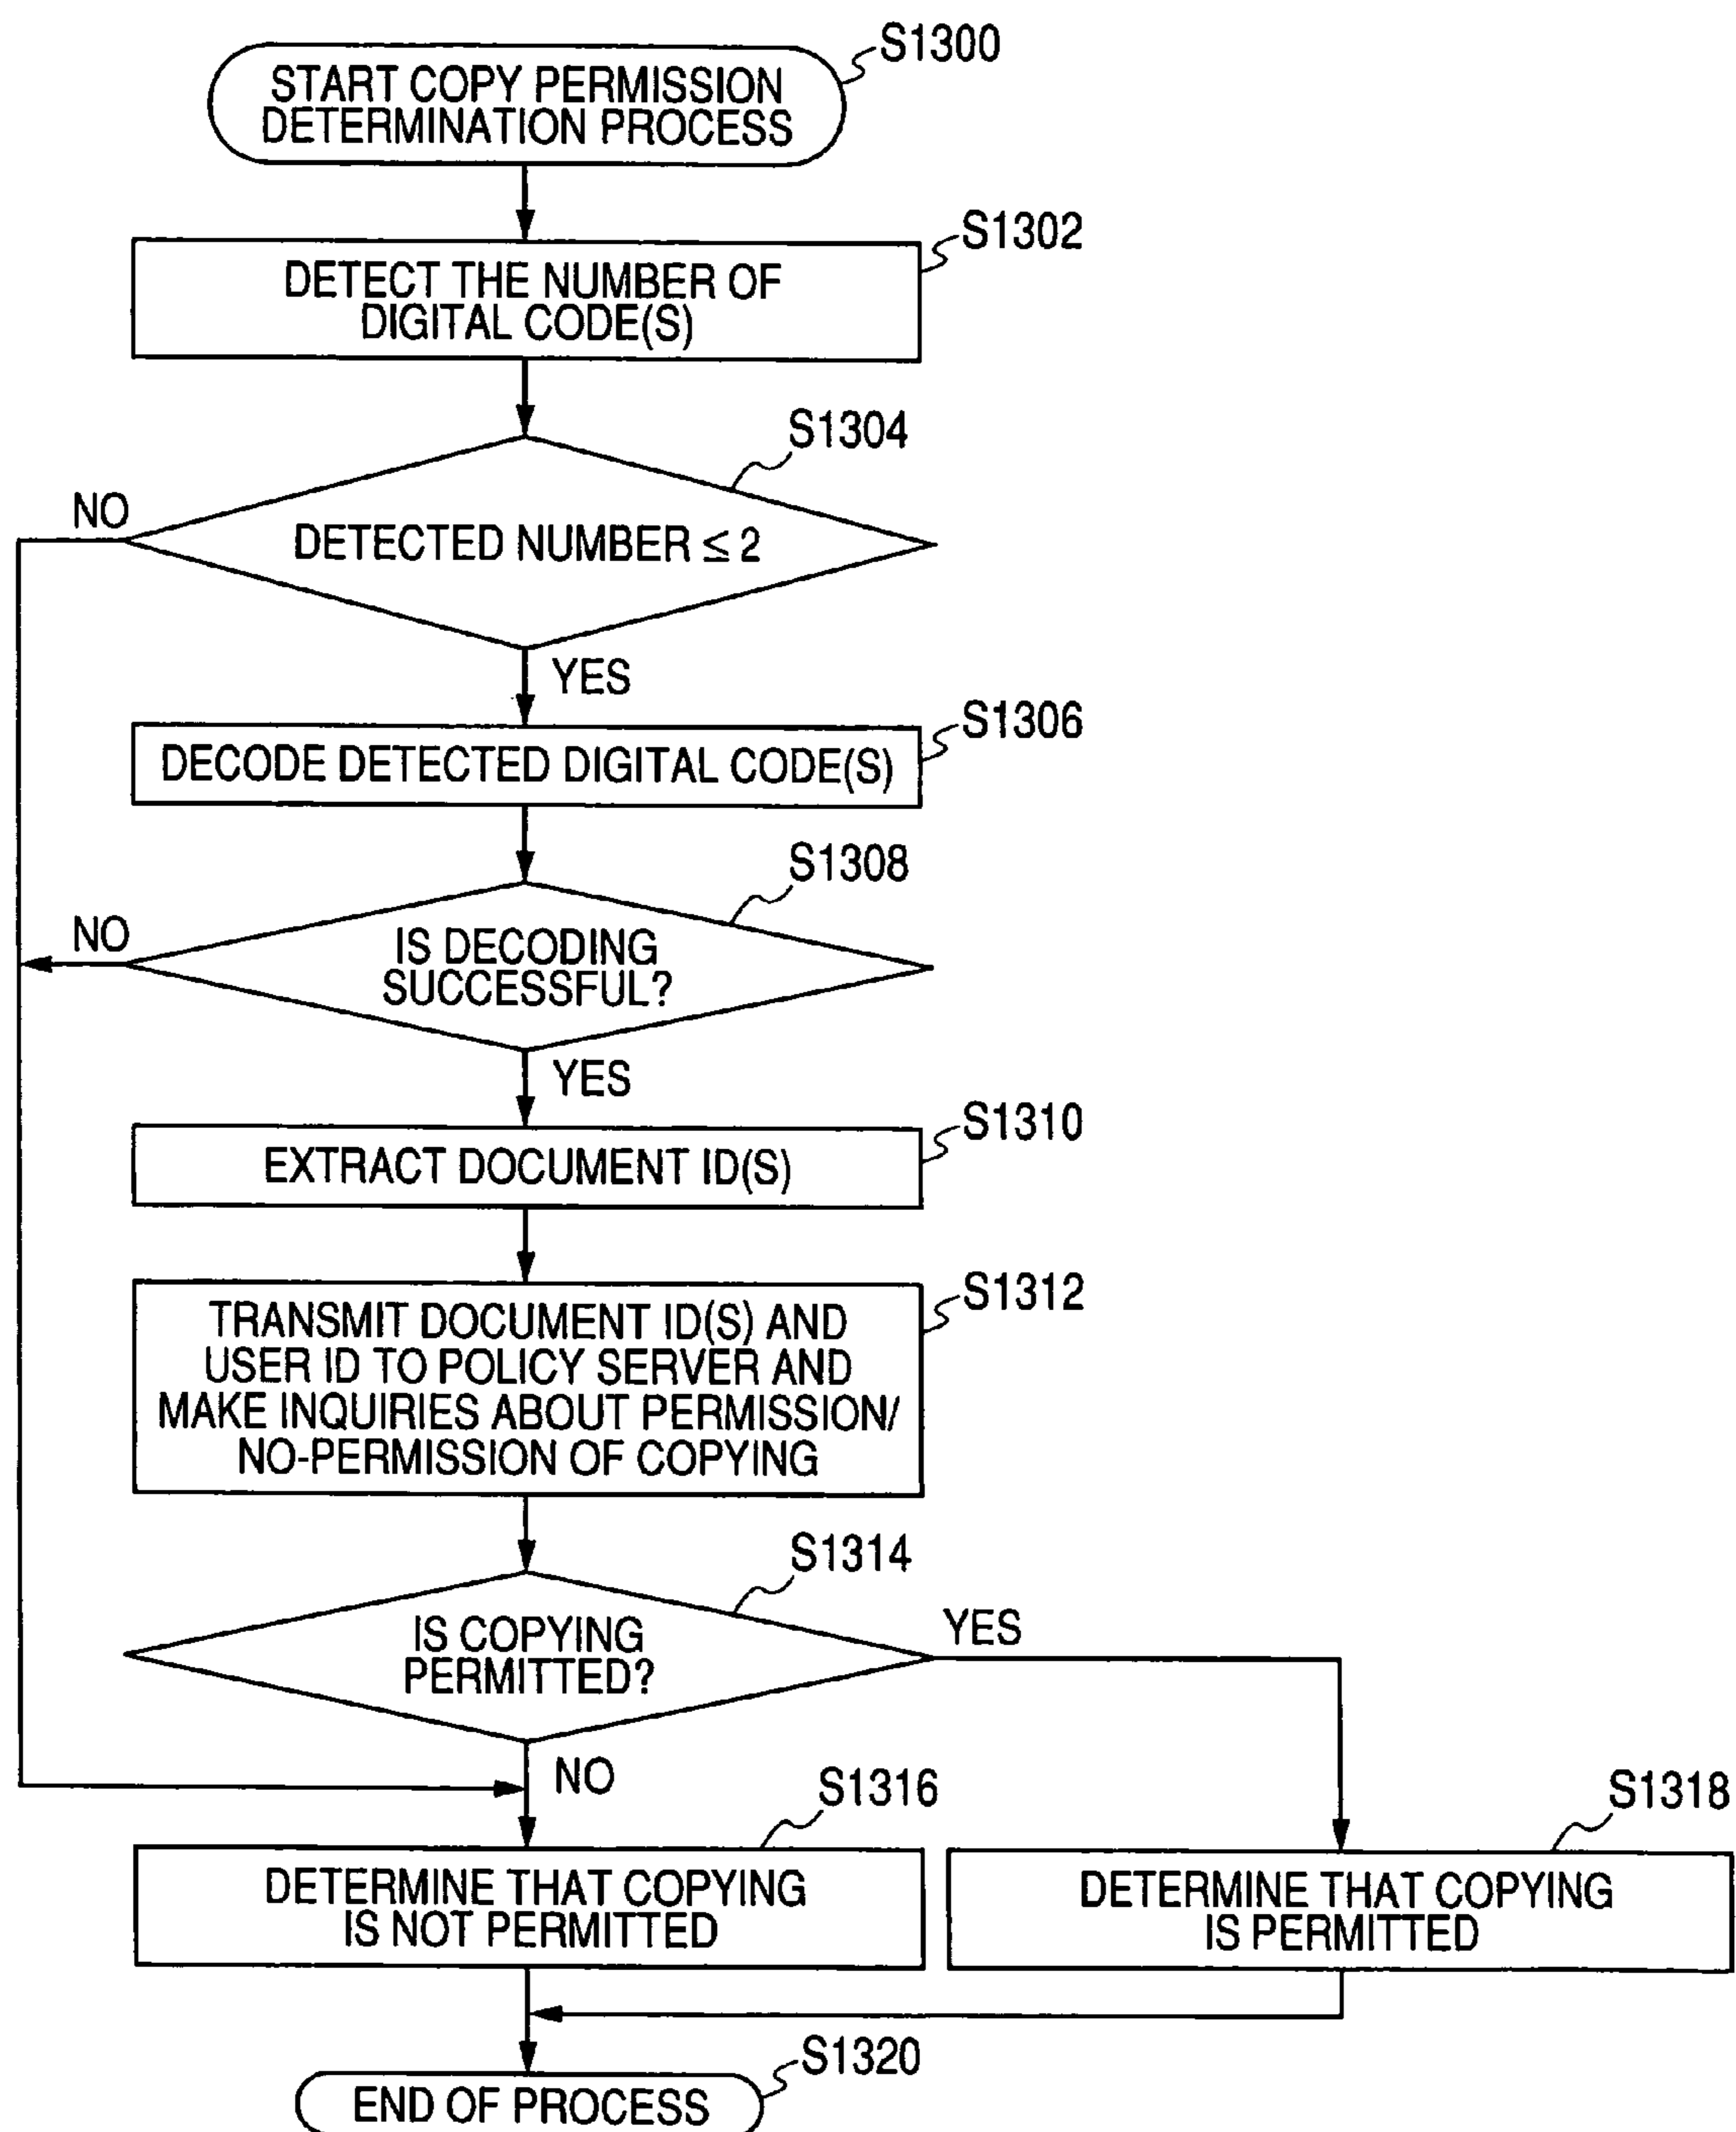 S1300
START COPY PERMISSION
DETERMINATION PROCESS
S1302
DETECT THE NUMBER OF
DIGITAL CODE(S)
S1304
NO
DETECTED NUMBER ≤ 2
YES
S1306
DECODE DETECTED DIGITAL CODE(S)
S1308
NO
IS DECODING
SUCCESSFUL?
YES
S1310
EXTRACT DOCUMENT ID(S)
S1312
TRANSMIT DOCUMENT ID(S) AND
USER ID TO POLICY SERVER AND
MAKE INQUIRIES ABOUT PERMISSION/
NO-PERMISSION OF COPYING
S1314
IS COPYING
PERMITTED?
YES
NO
S1316
DETERMINE THAT COPYING
IS NOT PERMITTED
S1318
DETERMINE THAT COPYING
IS PERMITTED
S1320
END OF PROCESS